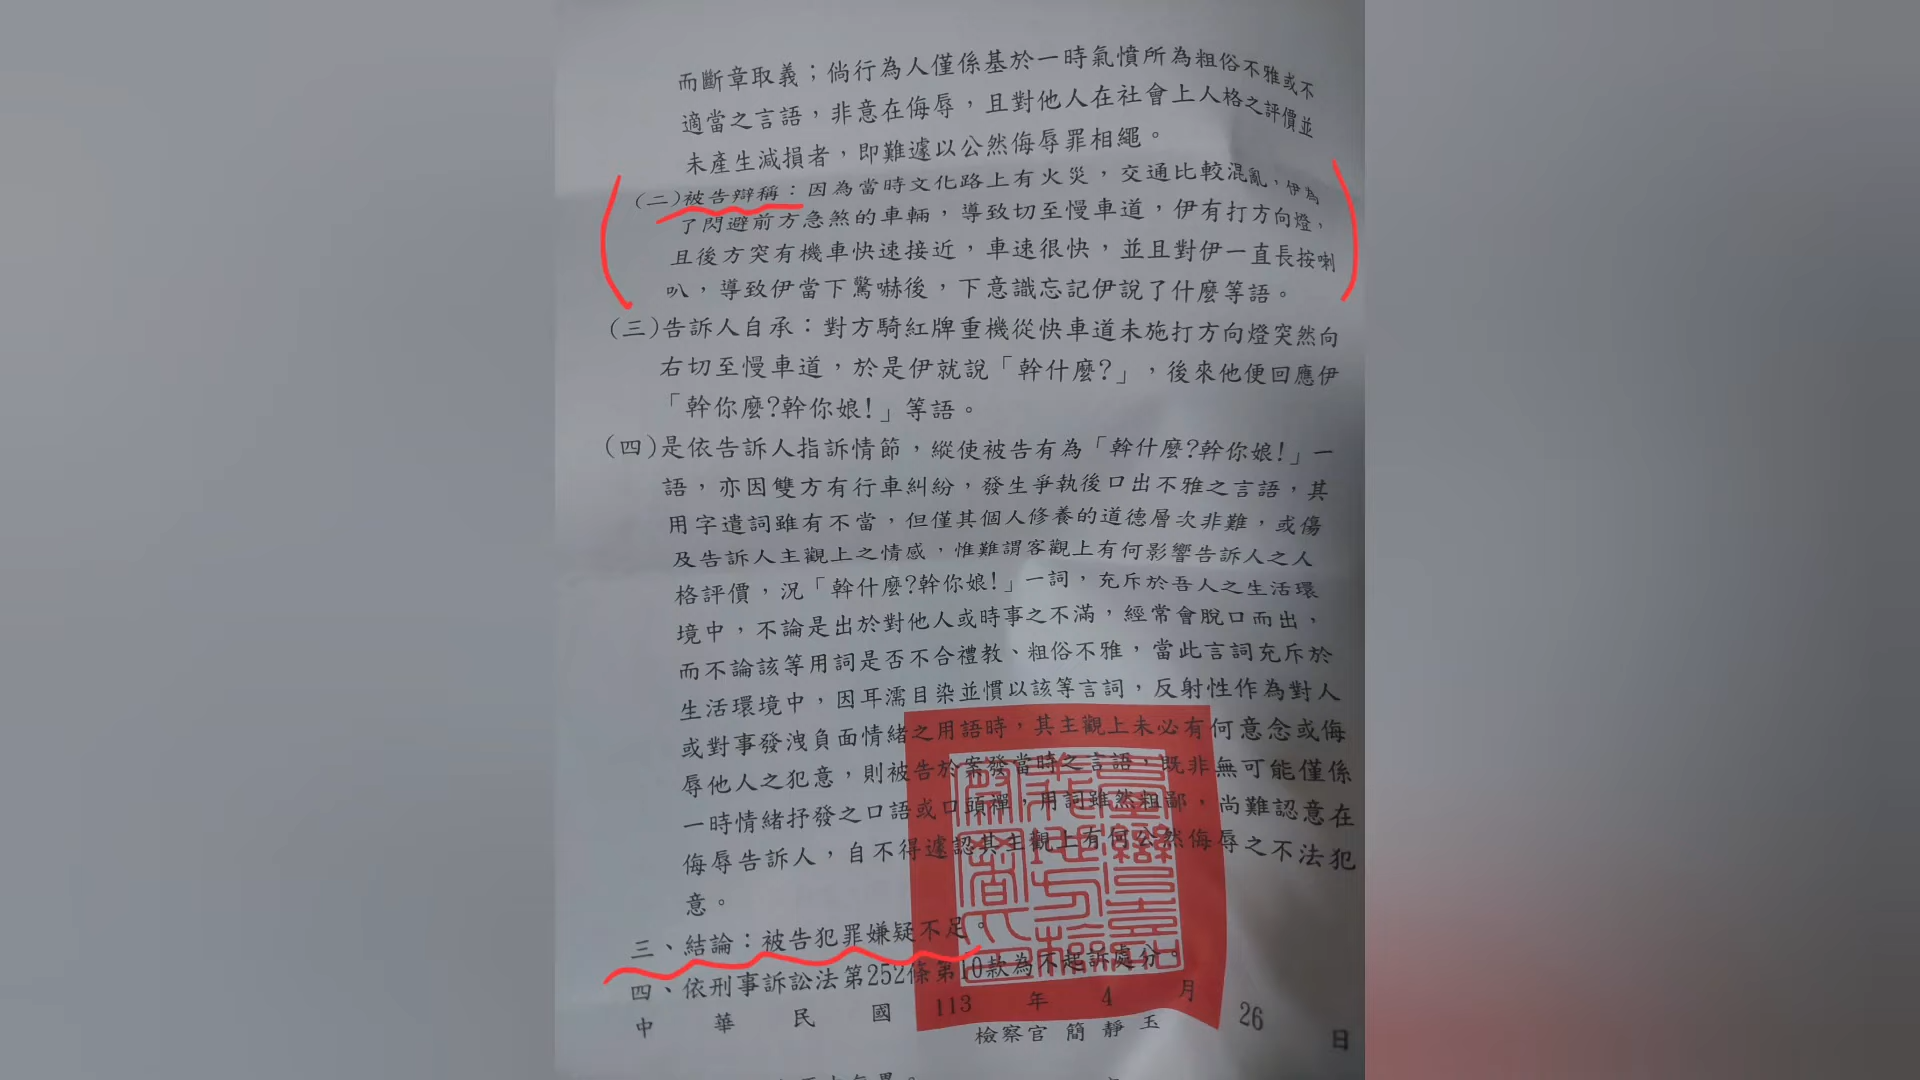 而斷章取義；倘行為人僅係基於一時氣憤所為粗俗不雅或不
適當之言語，非意在侮辱，且對他人在社會上人格之評價並
未產生減損者，即難遽以公然侮辱罪相繩。
(二)被告辯稱：因為當時文化路上有火災，交通比較混亂，伊為
了閃避前方急煞的車輛，導致切至慢車道，伊有打方向燈，
且後方突有機車快速接近，車速很快，並且對伊一直長按喇
叭，導致伊當下驚嚇後，下意識忘記伊說了什麼等語。
(三)告訴人自承：對方騎紅牌重機從快車道未施打方向燈突然向
右切至慢車道，於是伊就說「幹什麼?」，後來他便回應伊
「幹你麼?幹你娘!」等語。
(四)是依告訴人指訴情節，縱使被告有為「幹什麼?幹你娘!」一
語，亦因雙方有行車糾紛，發生爭執後口出不雅之言語，其
用字遣詞雖有不當，但僅其個人修養的道德層次非難，或傷
及告訴人主觀上之情感，惟難謂客觀上有何影響告訴人之人
格評價，況「幹什麼?幹你娘!」一詞，充斥於吾人之生活環
境中，不論是出於對他人或時事之不滿，經常會脫口而出，
而不論該等用詞是否不合禮教、粗俗不雅，當此言詞充斥於
生活環境中，因耳濡目染並慣以該等言詞，反射性作為對人
或對事發洩負面情緒之用語時，其主觀上未必有何意念或侮
辱他人之犯意，則被告於案發當時之言語，既非無可能僅係
一時情緒抒發之口語或口頭禪，用詞雖然粗鄙，尚難認意在
侮辱告訴人，自不得遽認其主觀上有何公然侮辱之不法犯
意。
三、結論：被告犯罪嫌疑不足。
四、依刑事訴訟法第252條第10款為不起訴處分。
中華民國113年4月26日
檢察官簡靜玉